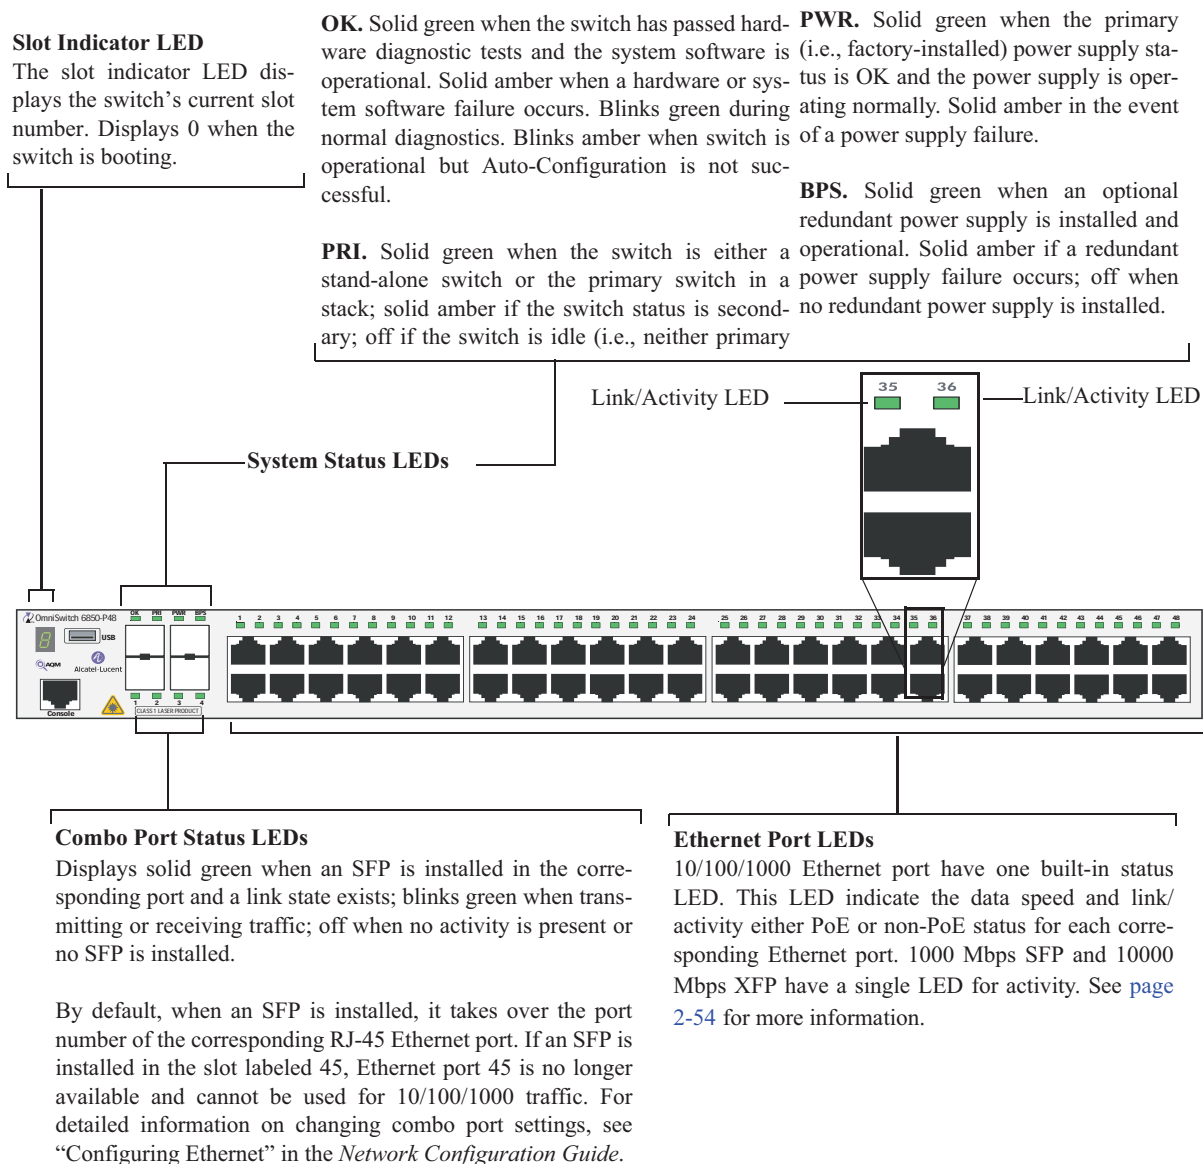 Slot Indicator LED
The slot indicator LED dis-
plays the switch's current slot
number. Displays 0 when the
switch is booting.
OK. Solid green when the switch has passed hard-
ware diagnostic tests and the system software is
operational. Solid amber when a hardware or sys-
tem software failure occurs. Blinks green during
normal diagnostics. Blinks amber when switch is
operational but Auto-Configuration is not suc-
cessful.
PRI. Solid green when the switch is either a
stand-alone switch or the primary switch in a
stack; solid amber if the switch status is second-
ary; off if the switch is idle (i.e., neither primary
PWR. Solid green when the primary
(i.e., factory-installed) power supply sta-
tus is OK and the power supply is oper-
ating normally. Solid amber in the event
of a power supply failure.
BPS. Solid green when an optional
redundant power supply is installed and
operational. Solid amber if a redundant
power supply failure occurs; off when
no redundant power supply is installed.
Link/Activity LED
35 36
Link/Activity LED
System Status LEDs
OmniSwitch 6850-P48
OK PRI PWR BPS
USB
AQM
Alcatel-Lucent
Console
1 2 3 4
CLASS 1 LASER PRODUCT
1 2 3 4 5 6 7 8 9 10 11 12
13 14 15 16 17 18 19 20 21 22 23 24
25 26 27 28 29 30 31 32 33 34 35 36
37 38 39 40 41 42 43 44 45 46 47 48
Combo Port Status LEDs
Displays solid green when an SFP is installed in the corre-
sponding port and a link state exists; blinks green when trans-
mitting or receiving traffic; off when no activity is present or
no SFP is installed.
By default, when an SFP is installed, it takes over the port
number of the corresponding RJ-45 Ethernet port. If an SFP is
installed in the slot labeled 45, Ethernet port 45 is no longer
available and cannot be used for 10/100/1000 traffic. For
detailed information on changing combo port settings, see
“Configuring Ethernet” in the Network Configuration Guide.
Ethernet Port LEDs
10/100/1000 Ethernet port have one built-in status
LED. This LED indicate the data speed and link/
activity either PoE or non-PoE status for each corre-
sponding Ethernet port. 1000 Mbps SFP and 10000
Mbps XFP have a single LED for activity. See page
2-54 for more information.